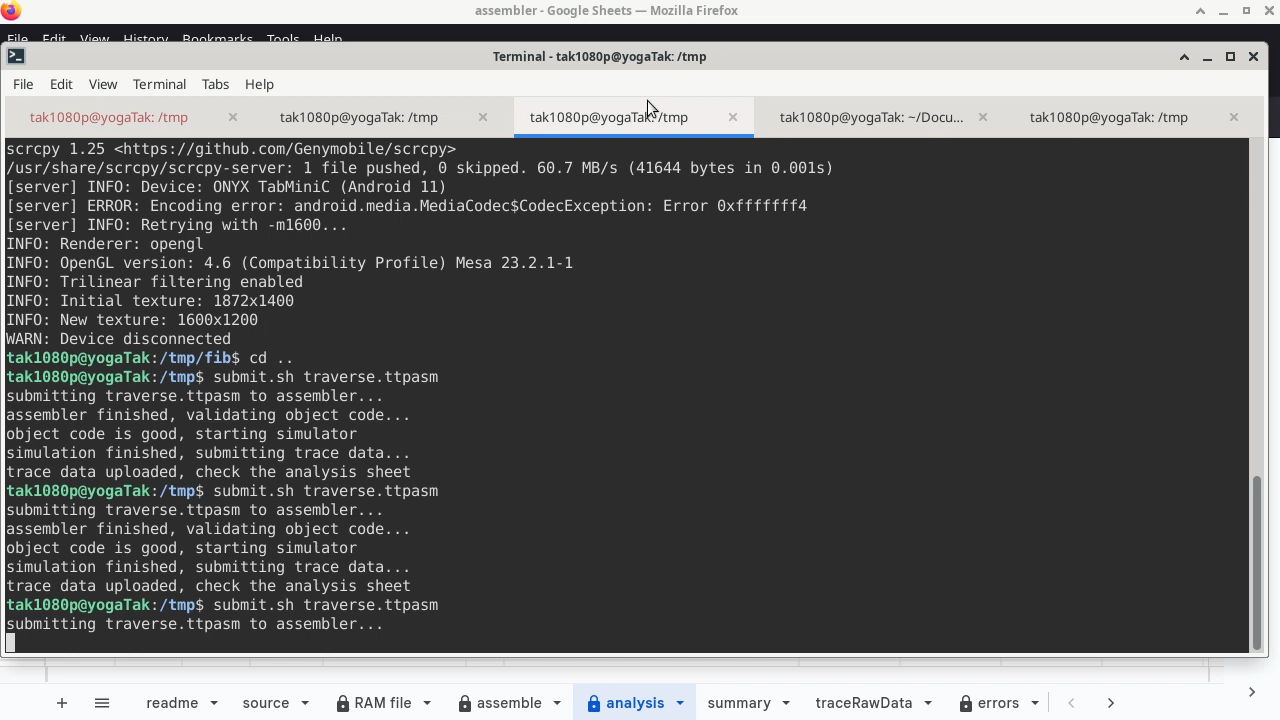 assembler - Google Sheets — Mozilla Firefox
File Edit View History Bookmarks Tools Help
Terminal - tak1080p@yogaTak: /tmp
File Edit View Terminal Tabs Help
tak1080p@yogaTak: /tmp tak1080p@yogaTak: /tmp tak1080p@yogaTak: /tmp tak1080p@yogaTak: ~/Docu... tak1080p@yogaTak: /tmp
scrcpy 1.25 <https://github.com/Genymobile/scrcpy>
/usr/share/scrcpy/scrcpy-server: 1 file pushed, 0 skipped. 60.7 MB/s (41644 bytes in 0.001s)
[server] INFO: Device: ONYX TabMiniC (Android 11)
[server] ERROR: Encoding error: android.media.MediaCodec$CodecException: Error 0xfffffff4
[server] INFO: Retrying with -m1600...
INFO: Renderer: opengl
INFO: OpenGL version: 4.6 (Compatibility Profile) Mesa 23.2.1-1
INFO: Trilinear filtering enabled
INFO: Initial texture: 1872x1400
INFO: New texture: 1600x1200
WARN: Device disconnected
tak1080p@yogaTak:/tmp/fib$ cd ..
tak1080p@yogaTak:/tmp$ submit.sh traverse.ttpasm
submitting traverse.ttpasm to assembler...
assembler finished, validating object code...
object code is good, starting simulator
simulation finished, submitting trace data...
trace data uploaded, check the analysis sheet
tak1080p@yogaTak:/tmp$ submit.sh traverse.ttpasm
submitting traverse.ttpasm to assembler...
assembler finished, validating object code...
object code is good, starting simulator
simulation finished, submitting trace data...
trace data uploaded, check the analysis sheet
tak1080p@yogaTak:/tmp$ submit.sh traverse.ttpasm
submitting traverse.ttpasm to assembler...
readme source RAM file assemble analysis summary traceRawData errors